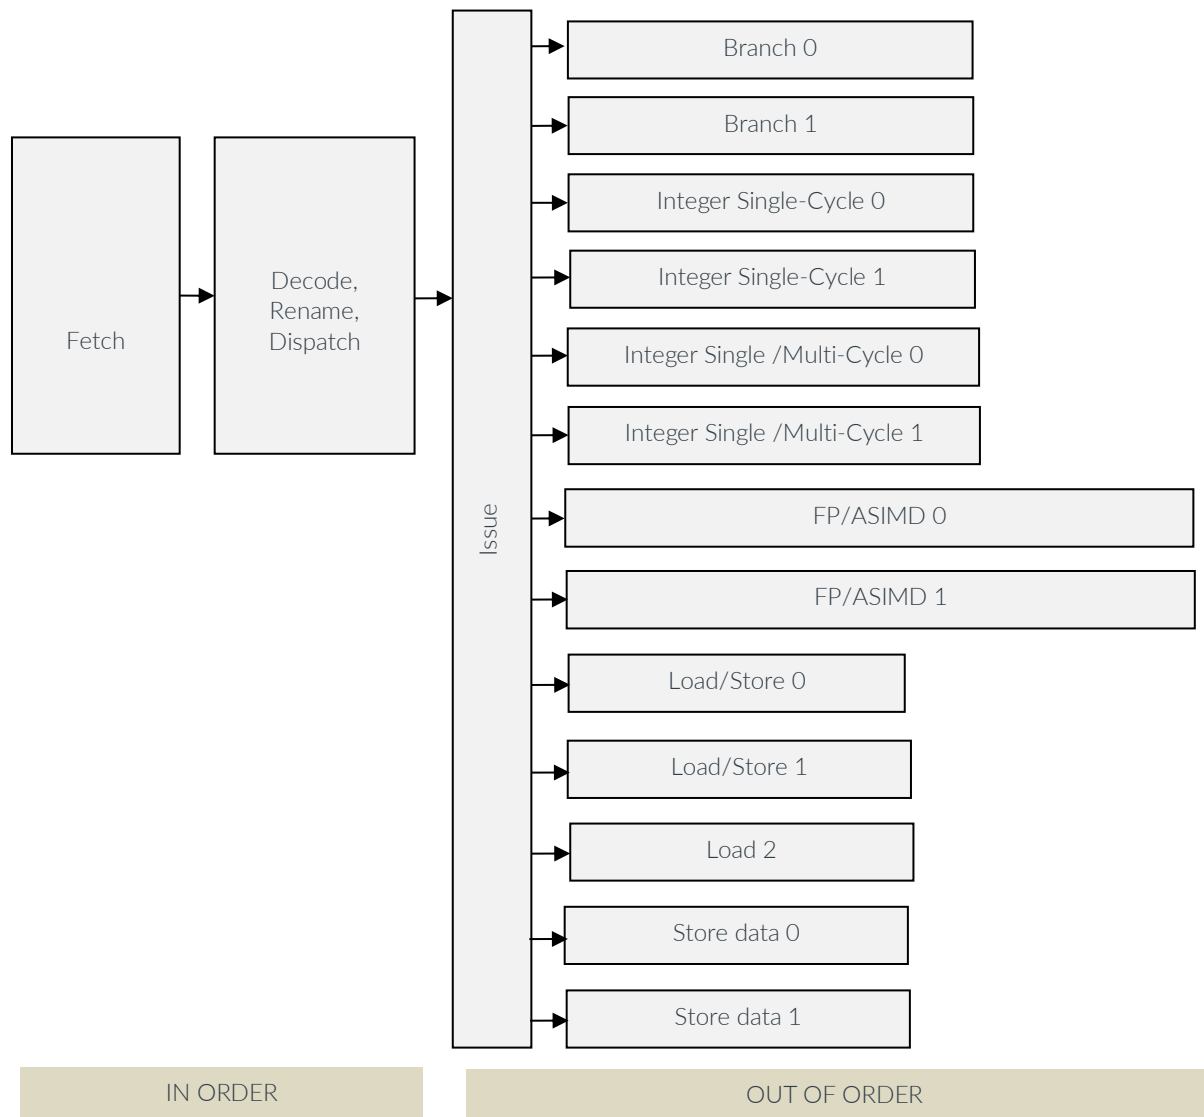 Fetch
Decode,
Rename,
Dispatch
Issue
Branch 0
Branch 1
Integer Single-Cycle 0
Integer Single-Cycle 1
Integer Single /Multi-Cycle 0
Integer Single /Multi-Cycle 1
FP/ASIMD 0
FP/ASIMD 1
Load/Store 0
Load/Store 1
Load 2
Store data 0
Store data 1
IN ORDER
OUT OF ORDER